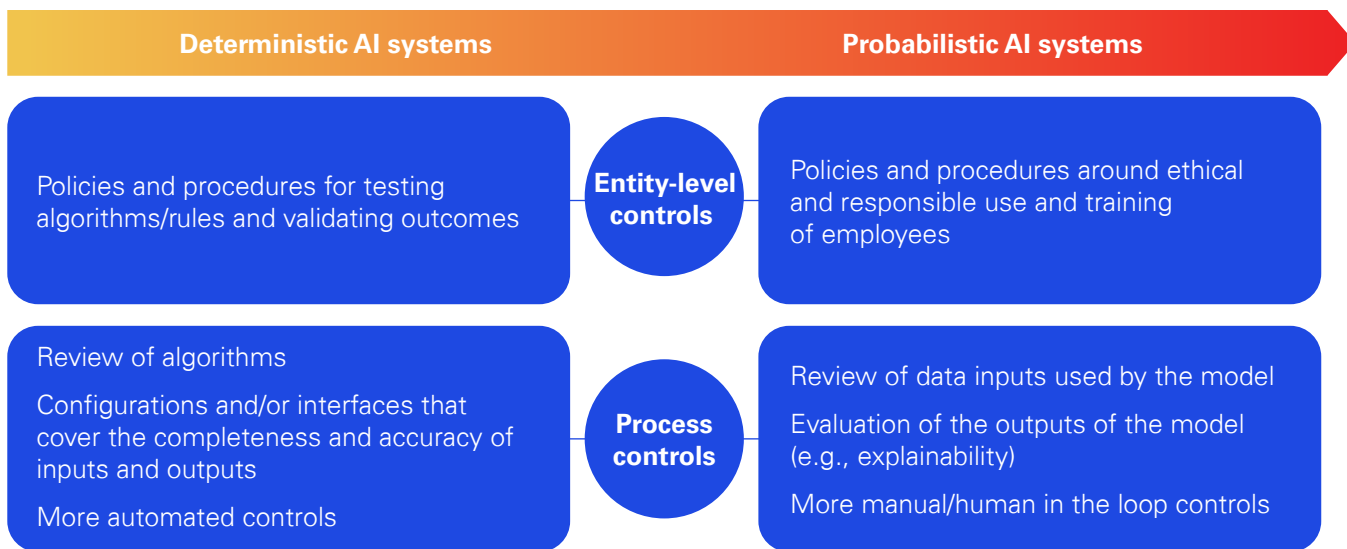 Deterministic AI systems
Probabilistic AI systems
Policies and procedures for testing
algorithms/rules and validating outcomes
Entity-level
controls
Policies and procedures around ethical
and responsible use and training
of employees
Review of algorithms
Configurations and/or interfaces that
cover the completeness and accuracy of
inputs and outputs
More automated controls
Process
controls
Review of data inputs used by the model
Evaluation of the outputs of the model
(e.g., explainability)
More manual/human in the loop controls